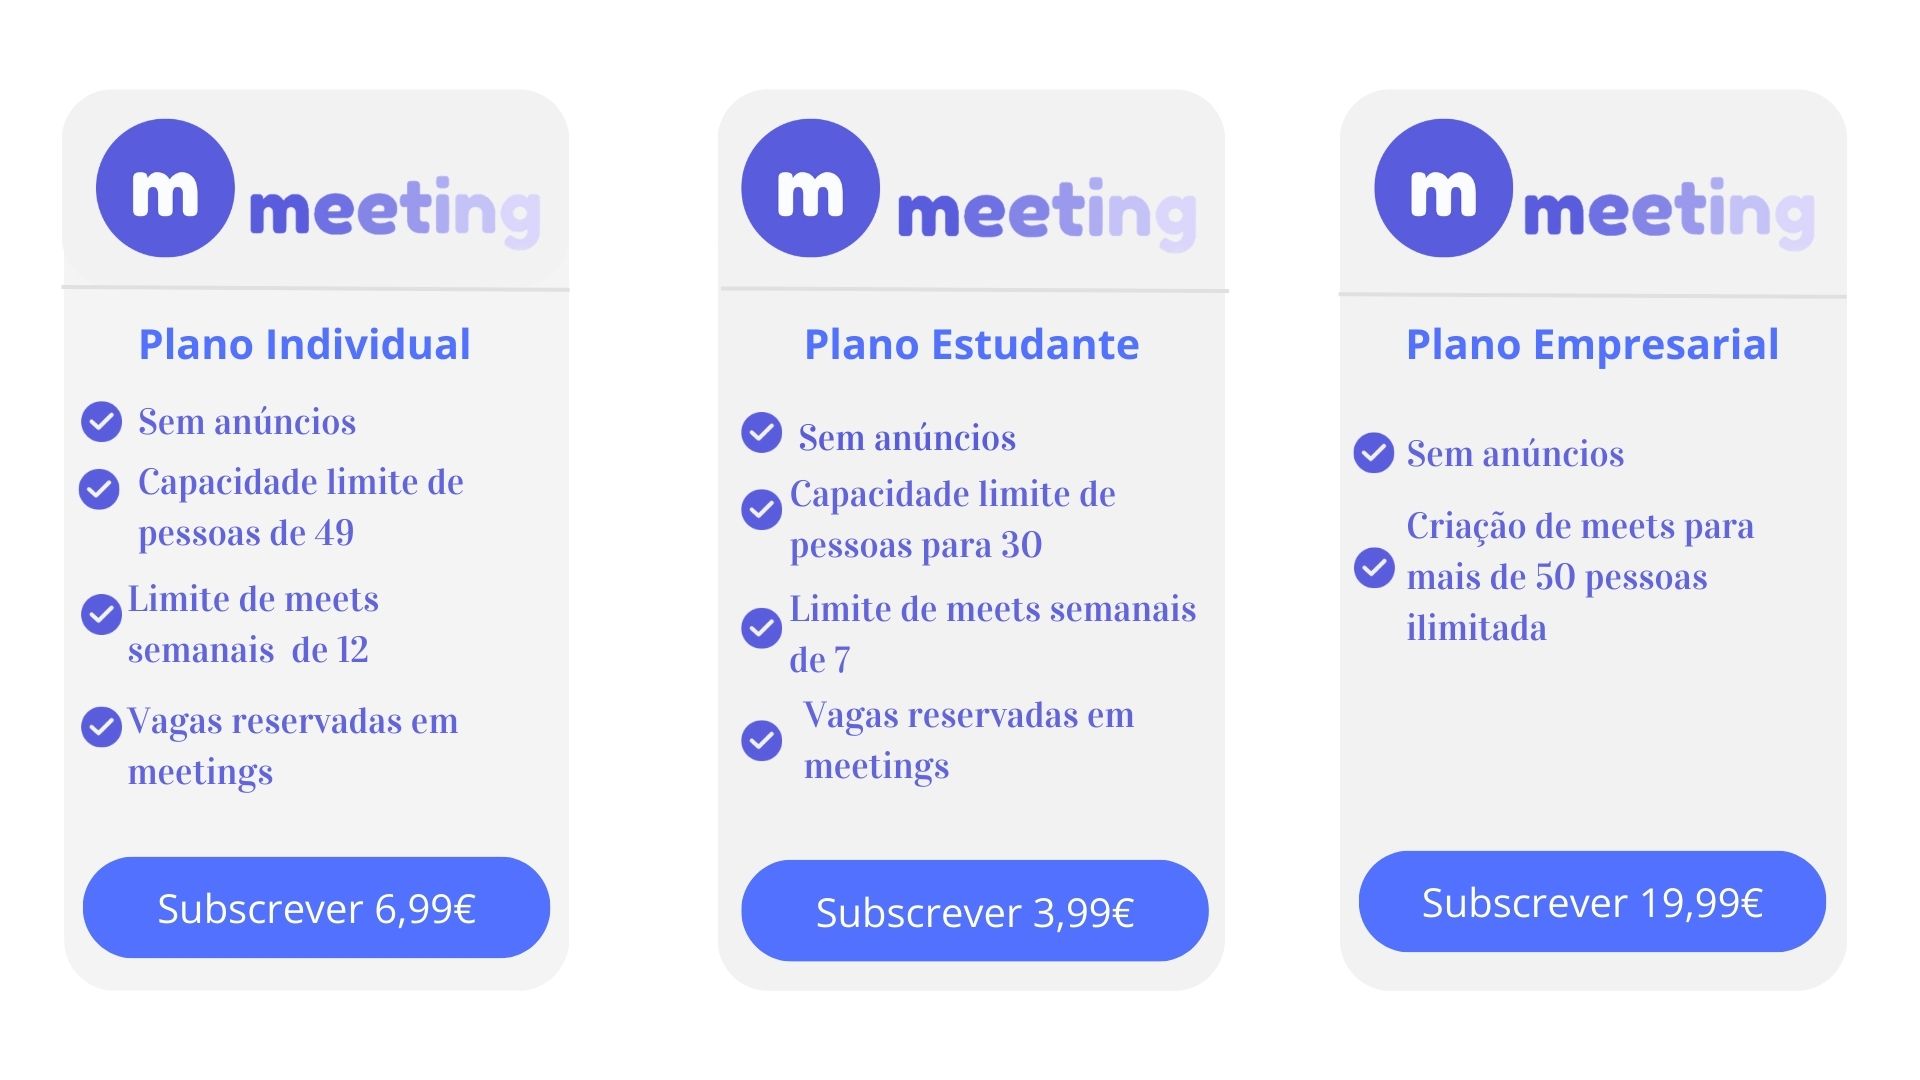 m meeting
Plano Individual
Sem anúncios
Capacidade limite de
pessoas de 49
Limite de meets
semanais de 12
Vagas reservadas em
meetings
Subscrever 6,99€
m meeting
Plano Estudante
Sem anúncios
Capacidade limite de
pessoas para 30
Limite de meets semanais
de 7
Vagas reservadas em
meetings
Subscrever 3,99€
m meeting
Plano Empresarial
Sem anúncios
Criação de meets para
mais de 50 pessoas
ilimitada
Subscrever 19,99€